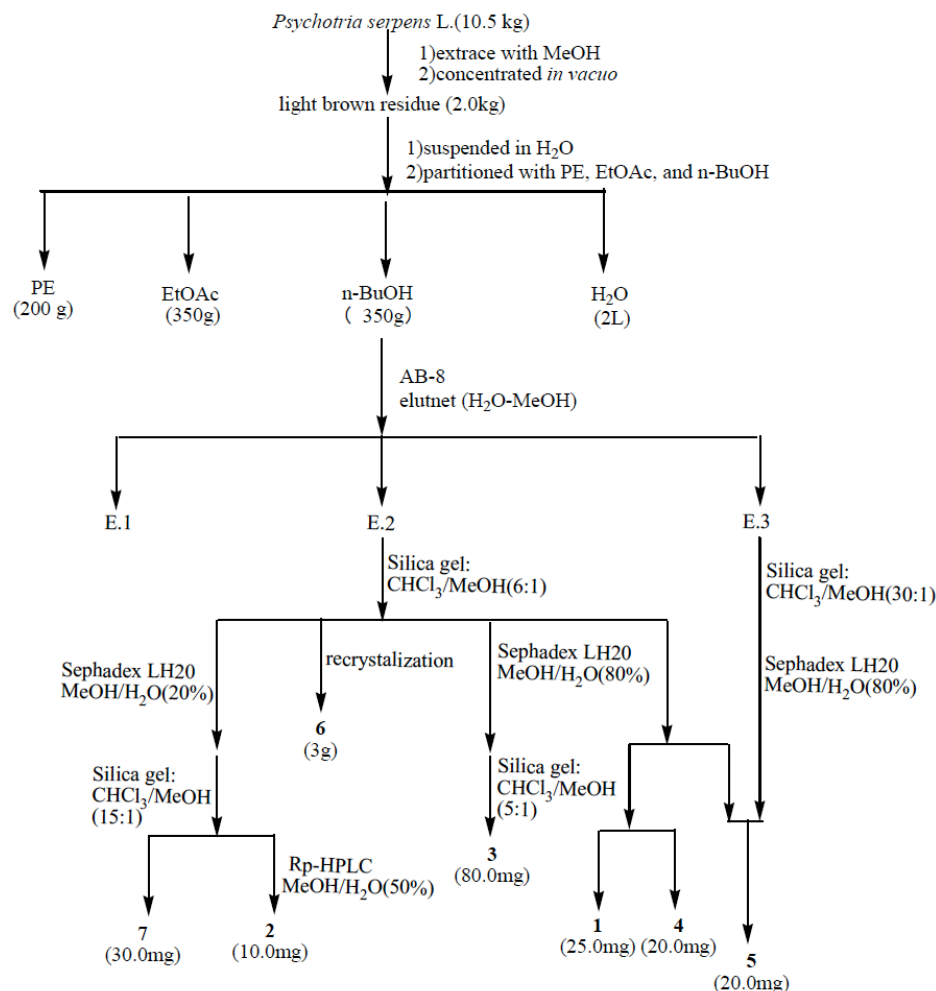 Psychotria serpens L.(10.5 kg)
1)extrace with MeOH
2)concentrated in vacuo
light brown residue (2.0kg)
1)suspended in H₂O
2)partitioned with PE, EtOAc, and n-BuOH
PE
(200 g)
EtOAc
(350g)
n-BuOH
( 350g)
H₂O
(2L)
AB-8
elutnet (H₂O-MeOH)
E.1
E.2
E.3
Silica gel:
CHCl₃/MeOH(6:1)
Silica gel:
CHCl₃/MeOH(30:1)
Sephadex LH20
MeOH/H₂O(20%)
recrystalization
Sephadex LH20
MeOH/H₂O(80%)
Sephadex LH20
MeOH/H₂O(80%)
6
(3g)
Silica gel:
CHCl₃/MeOH
(15:1)
Silica gel:
CHCl₃/MeOH
(5:1)
3
(80.0mg)
Rp-HPLC
MeOH/H₂O(50%)
7
(30.0mg)
2
(10.0mg)
1
(25.0mg)
4
(20.0mg)
5
(20.0mg)